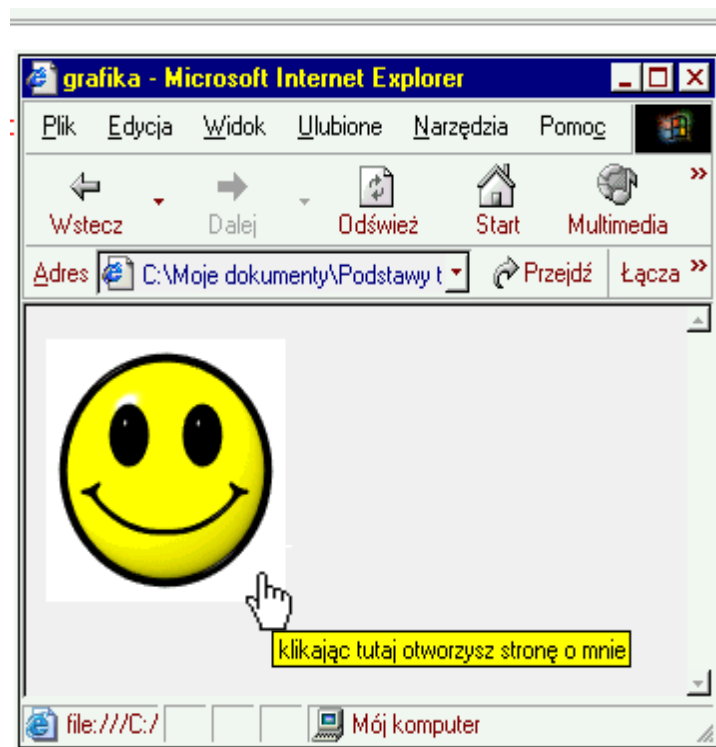 grafika - Microsoft Internet Explorer
Plik Edycja Widok Ulubione Narzędzia Pomoc
Wstecz Dalej Odśwież Start Multimedia »
Adres C:\Moje dokumenty\Podstawy t Przejdź Łącza »
klikając tutaj otworzysz stronę o mnie
file:///C:/ Mój komputer